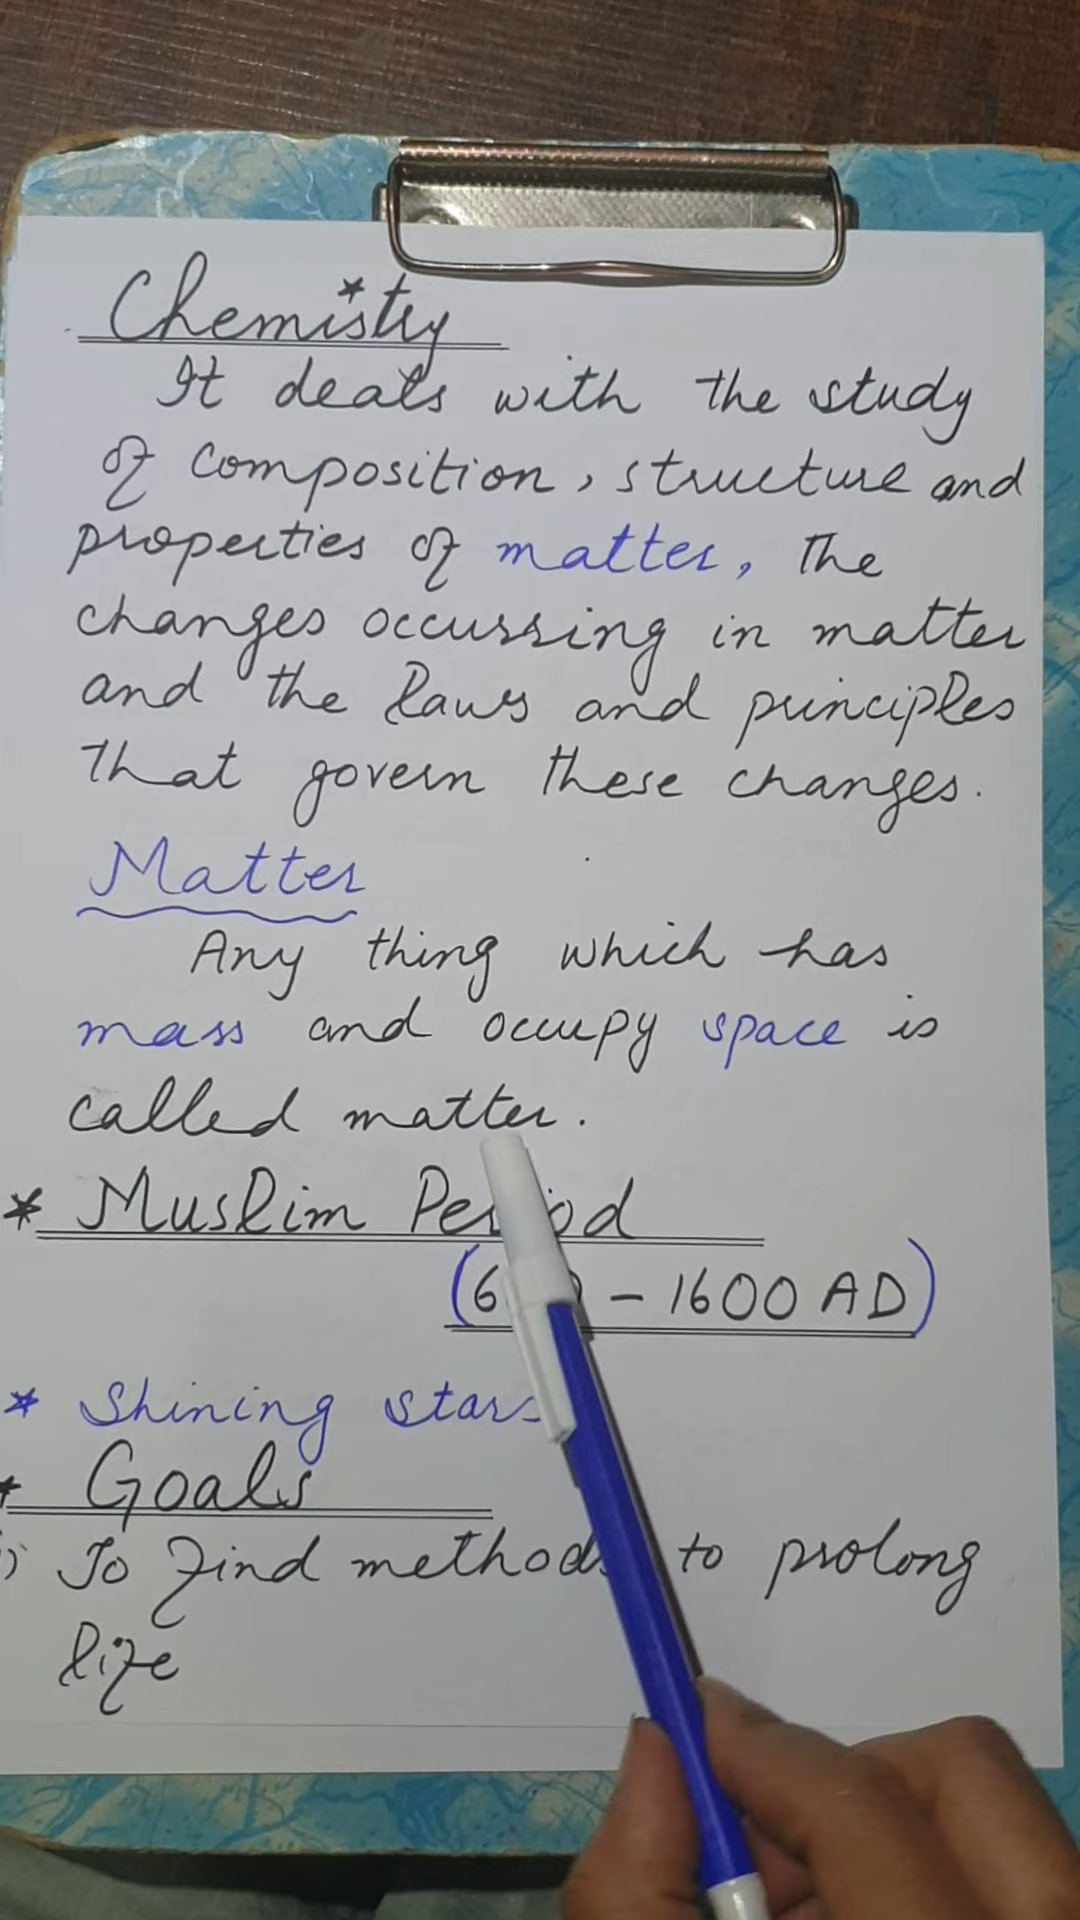 Chemistry
It deals with the study
of composition, structure and
properties of matter, the
changes occurring in matter
and the laws and principles
that govern these changes.
Matter
Any thing which has
mass and occupy space is
called matter.
* Muslim Period
( - 1600 AD)
* Shining stars
* Goals
To find methods to prolong
life